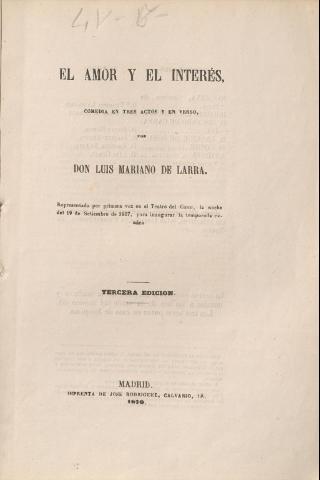 EL AMOR Y EL INTERÉS,
COMEDIA EN TRES ACTOS Y EN VERSO,
POR
DON LUIS MARIANO DE LARRA.
Representada por primera vez en el Teatro del Circo, la noche
del 19 de Setiembre de 1857, para inaugurar la temporada
TERCERA EDICION.
MADRID.
IMPRENTA DE JOSÉ RODRIGUEZ, CALVARIO, 18.